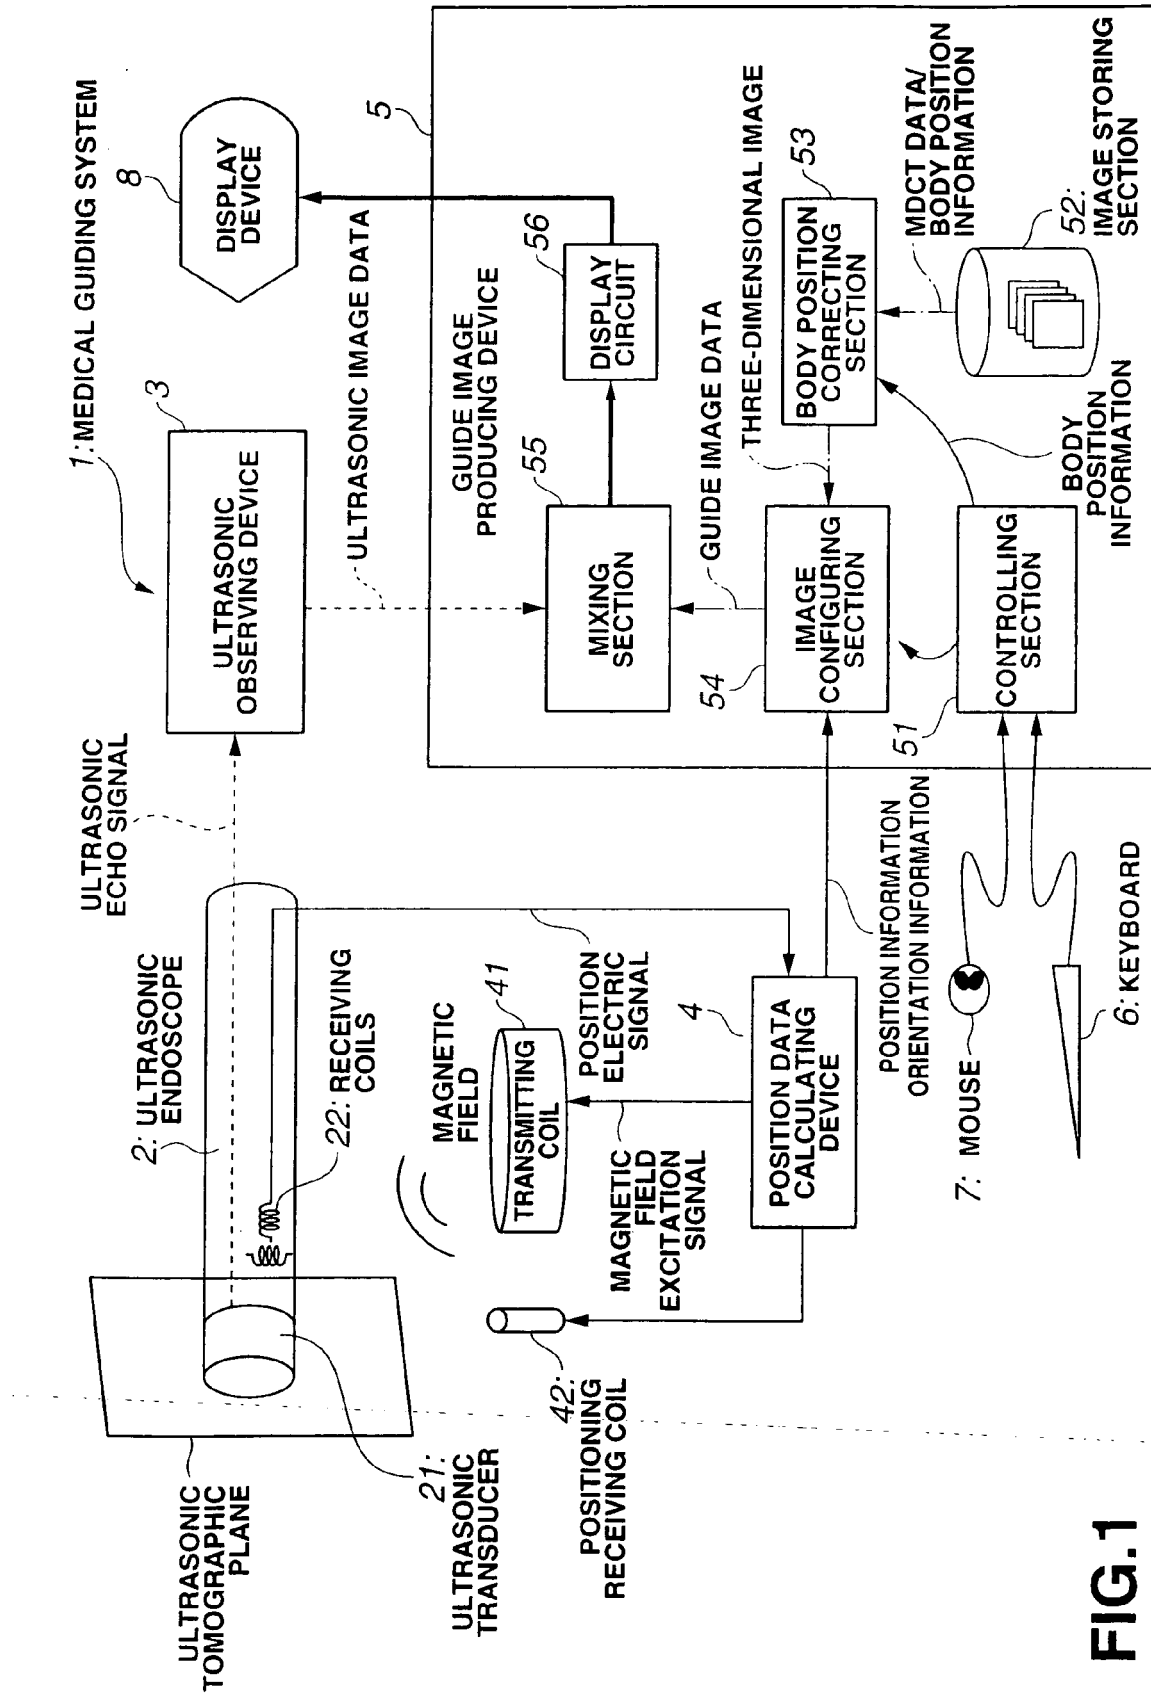 1: MEDICAL GUIDING SYSTEM
8
DISPLAY
DEVICE
3
ULTRASONIC
OBSERVING DEVICE
ULTRASONIC
ECHO SIGNAL
2: ULTRASONIC
ENDOSCOPE
22: RECEIVING
COILS
ULTRASONIC
TOMOGRAPHIC
PLANE
21:
ULTRASONIC
TRANSDUCER
ULTRASONIC IMAGE DATA
5
GUIDE IMAGE
PRODUCING DEVICE
MAGNETIC
FIELD
41
TRANSMITTING
COIL
POSITION
ELECTRIC
SIGNAL
42:
POSITIONING
RECEIVING COIL
MAGNETIC
FIELD
EXCITATION
SIGNAL
4
POSITION DATA
CALCULATING
DEVICE
55
MIXING
SECTION
56
DISPLAY
CIRCUIT
GUIDE IMAGE DATA
THREE-DIMENSIONAL IMAGE
54
IMAGE
CONFIGURING
SECTION
53
BODY POSITION
CORRECTING
SECTION
MDCT DATA/
BODY POSITION
INFORMATION
52:
IMAGE STORING
SECTION
POSITION INFORMATION
ORIENTATION INFORMATION
51
CONTROLLING
SECTION
BODY
POSITION
INFORMATION
7: MOUSE
6: KEYBOARD
FIG.1